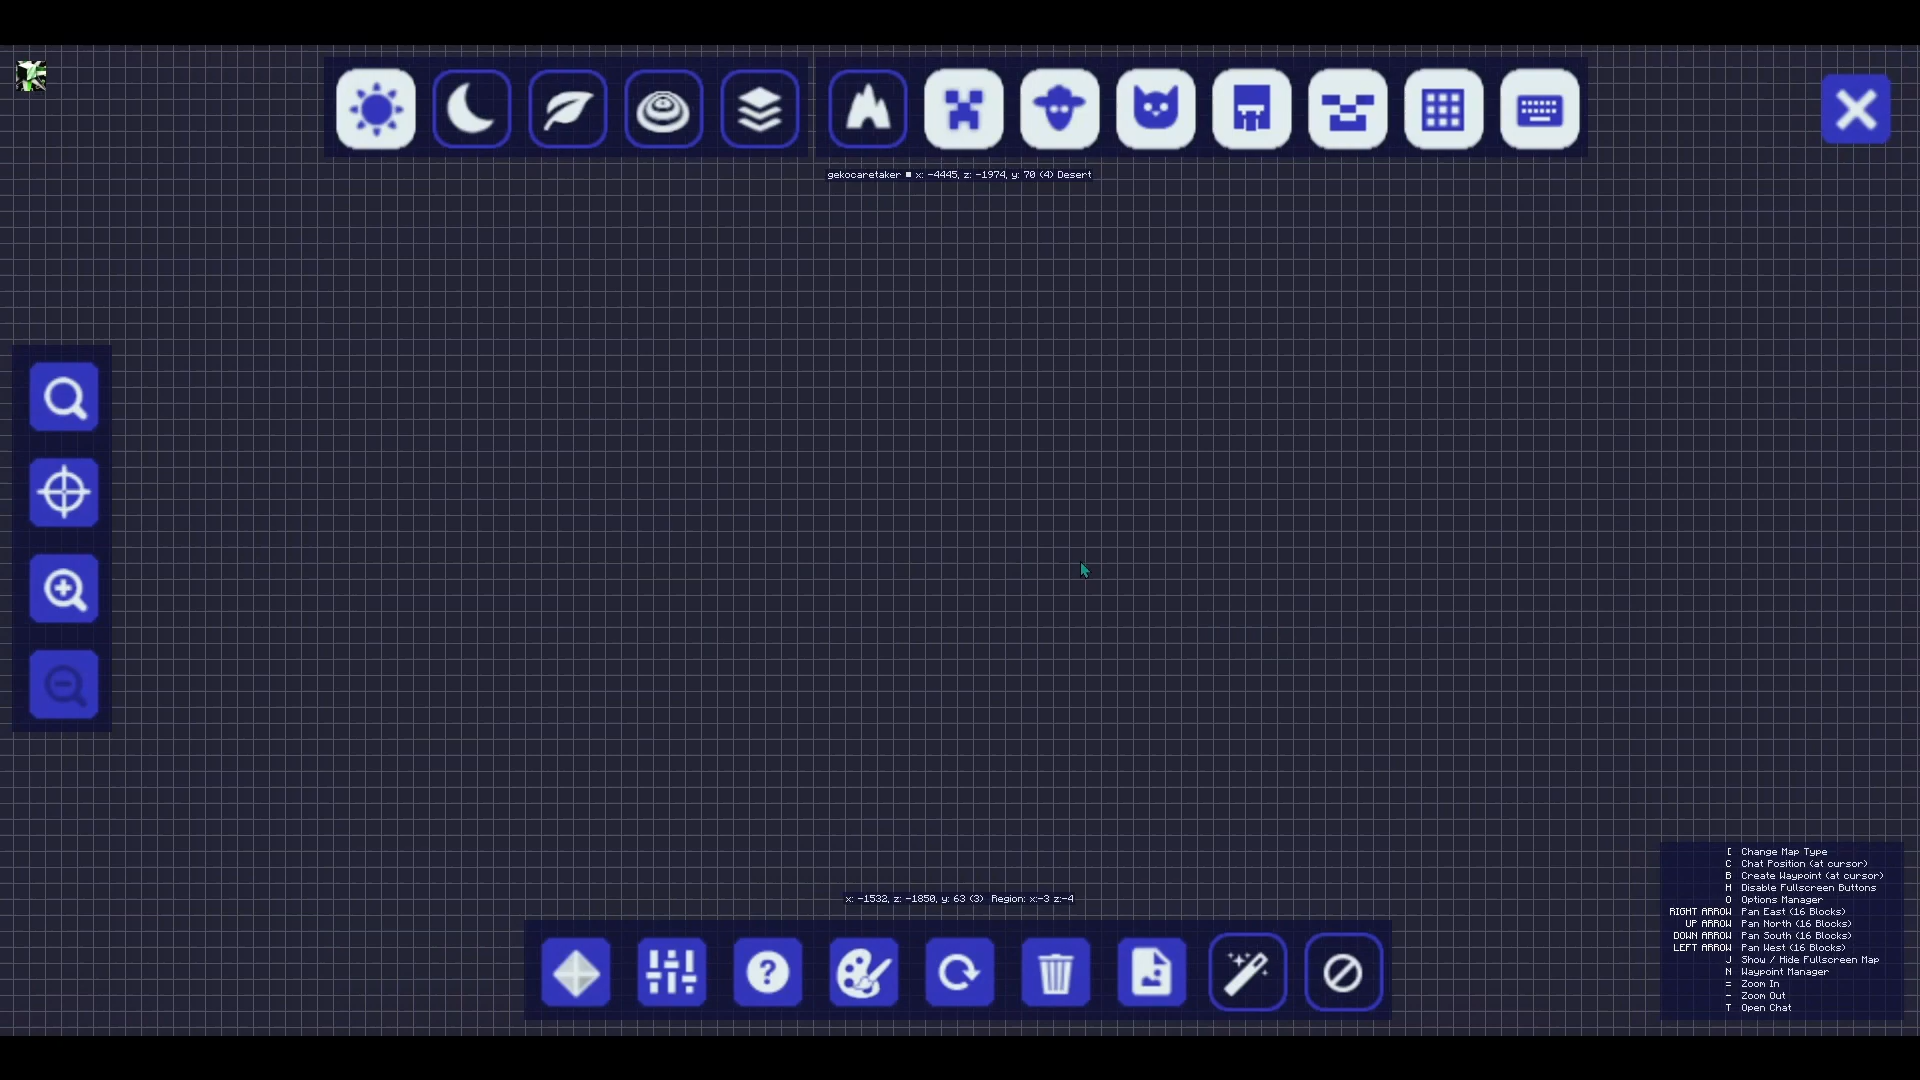 gekocaretaker ■ x: -4445, z: -1974, y: 70 (4) Desert
x: -1532, z: -1850, y: 63 (3) Region: x:-3 z:-4
[ Change Map Type
C Chat Position (at cursor)
B Create Waypoint (at cursor)
H Disable Fullscreen Buttons
O Options Manager
RIGHT ARROW Pan East (16 Blocks)
UP ARROW Pan North (16 Blocks)
DOWN ARROW Pan South (16 Blocks)
LEFT ARROW Pan West (16 Blocks)
J Show / Hide Fullscreen Map
N Waypoint Manager
= Zoom In
- Zoom Out
T Open Chat